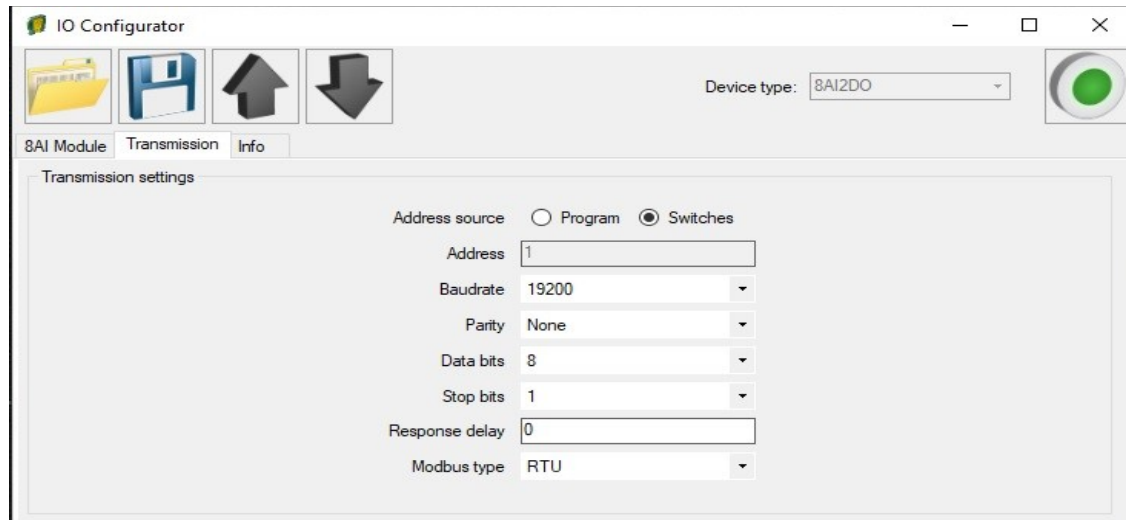 IO Configurator
Device type: 8AI2DO
8AI Module Transmission Info
Transmission settings
Address source Program Switches
Address 1
Baudrate 19200
Parity None
Data bits 8
Stop bits 1
Response delay 0
Modbus type RTU